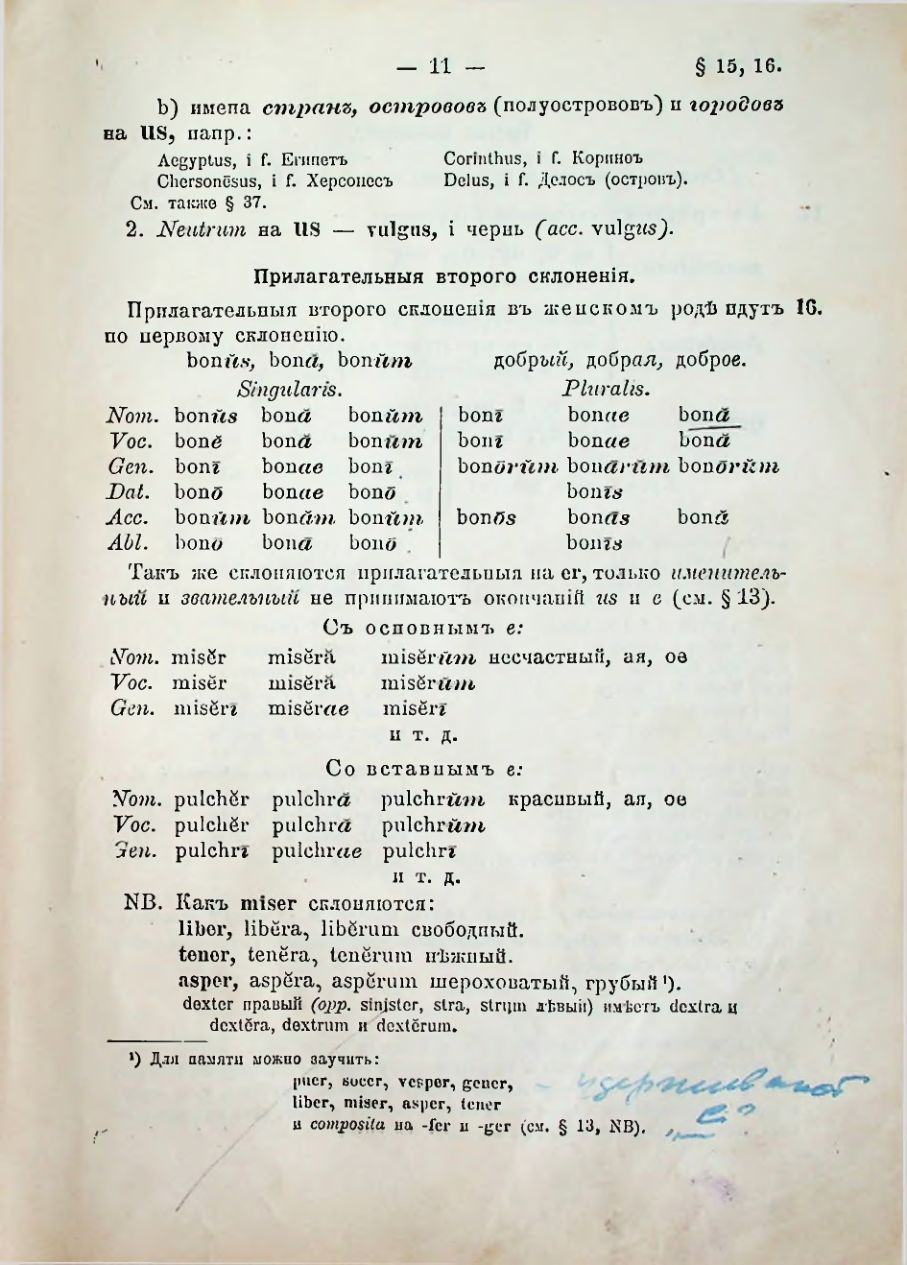 — 11 — § 15, 16.
b) имена странъ, острововъ (полуострововъ) и городовъ
на US, напр.:
Aegyptus, i f. Египетъ Corinthus, i f. Коринѳъ
Chersonēsus, i f. Херсонесъ Delus, i f. Делосъ (островъ).
См. также § 37.
2. Neutrum на US — vulgus, i чернь (acc. vulgus).
Прилагательныя второго склоненія.
Прилагательныя второго склоненія въ женскомъ родѣ идутъ 16.
по первому склоненію.
bonŭs, bonă, bonŭm добрый, добрая, доброе.
Singularis. Pluralis.
Nom. bonŭs bonă bonŭm bonī bonae bonă
Voc. bonĕ bonă bonŭm bonī bonae bonă
Gen. bonī bonae bonī bonōrŭm bonārŭm bonōrŭm
Dat. bonō bonae bonō bonīs
Acc. bonŭm bonăm bonŭm bonōs bonās bonă
Abl. bonō bonā bonō bonīs
Такъ же склоняются прилагательныя на er, только именитель-
ный и звательный не принимаютъ окончаній us и e (см. § 13).
Съ основнымъ e:
Nom. misĕr misĕră misĕrŭm несчастный, ая, ое
Voc. misĕr misĕră misĕrŭm
Gen. misĕrī misĕrae misĕrī
и т. д.
Со вставнымъ e:
Nom. pulchĕr pulchră pulchrŭm красивый, ая, ое
Voc. pulchĕr pulchră pulchrŭm
Gen. pulchrī pulchrae pulchrī
и т. д.
NB. Какъ miser склоняются:
liber, libĕra, libĕrum свободный.
tener, tenĕra, tenĕrum нѣжный.
asper, aspĕra, aspĕrum шероховатый, грубый ¹).
dexter правый (opp. sinister, stra, strum лѣвый) имѣетъ dextra и
dextĕra, dextrum и dextĕrum.
¹) Для памяти можно заучить:
puer, socer, vesper, gener,
liber, miser, asper, tener
и composita на -fer и -ger (см. § 13, NB).
- удерживают
„e"?